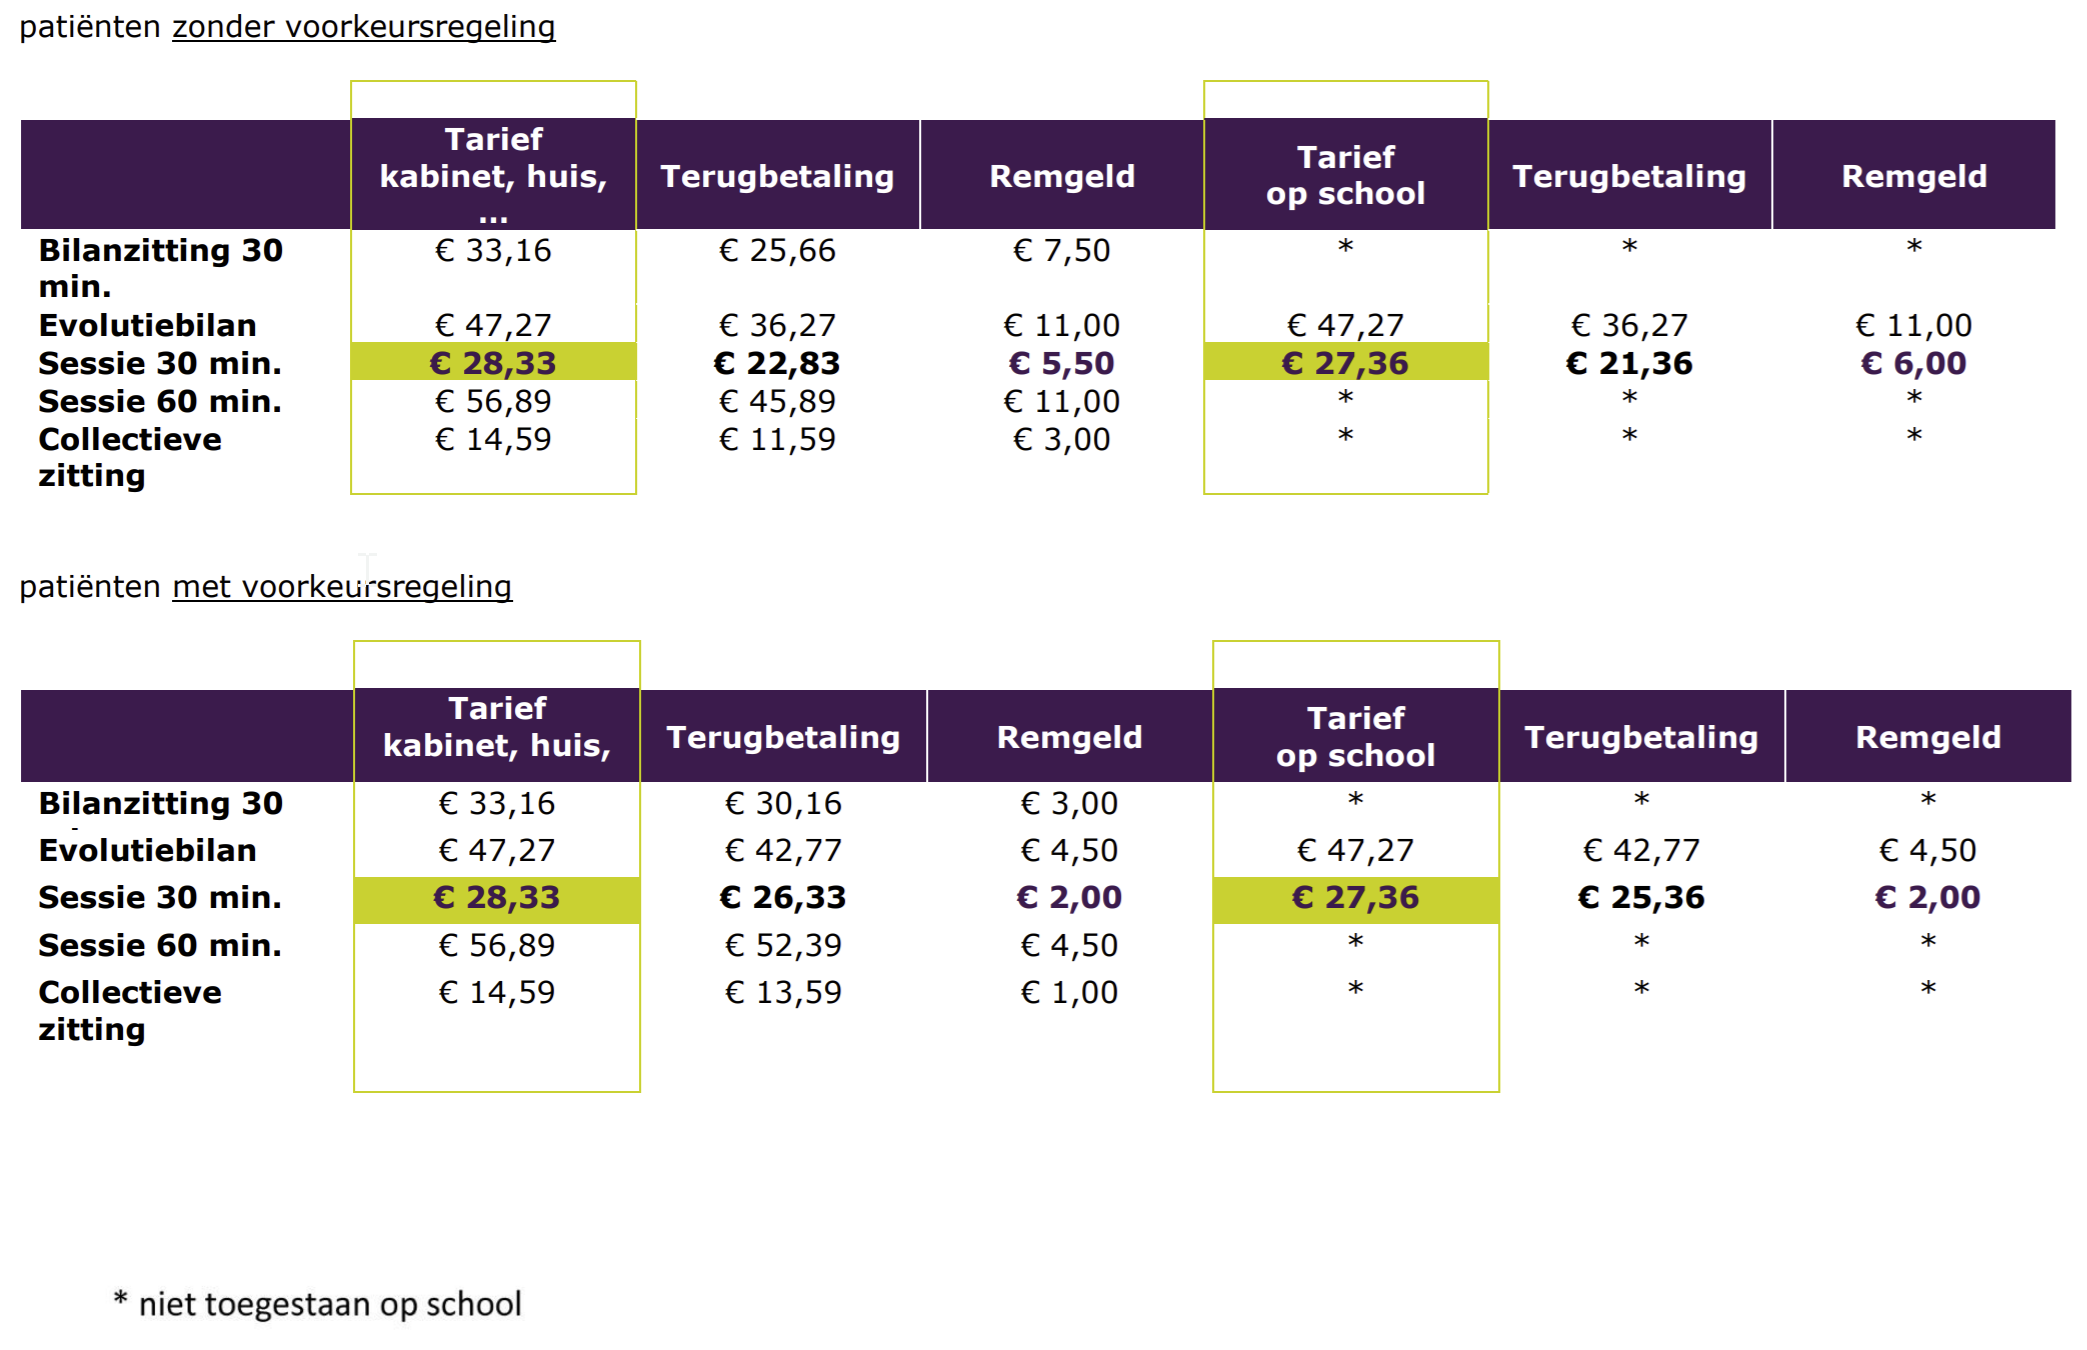 patiënten zonder voorkeursregeling
Tarief
kabinet, huis,
...
Terugbetaling
Remgeld
Tarief
op school
Terugbetaling
Remgeld
Bilanzitting 30 min. € 33,16 € 25,66 € 7,50 * * *
Evolutiebilan € 47,27 € 36,27 € 11,00 € 47,27 € 36,27 € 11,00
Sessie 30 min. € 28,33 € 22,83 € 5,50 € 27,36 € 21,36 € 6,00
Sessie 60 min. € 56,89 € 45,89 € 11,00 * * *
Collectieve zitting € 14,59 € 11,59 € 3,00 * * *
patiënten met voorkeursregeling
Tarief
kabinet, huis,
Terugbetaling
Remgeld
Tarief
op school
Terugbetaling
Remgeld
Bilanzitting 30 € 33,16 € 30,16 € 3,00 * * *
Evolutiebilan € 47,27 € 42,77 € 4,50 € 47,27 € 42,77 € 4,50
Sessie 30 min. € 28,33 € 26,33 € 2,00 € 27,36 € 25,36 € 2,00
Sessie 60 min. € 56,89 € 52,39 € 4,50 * * *
Collectieve zitting € 14,59 € 13,59 € 1,00 * * *
* niet toegestaan op school